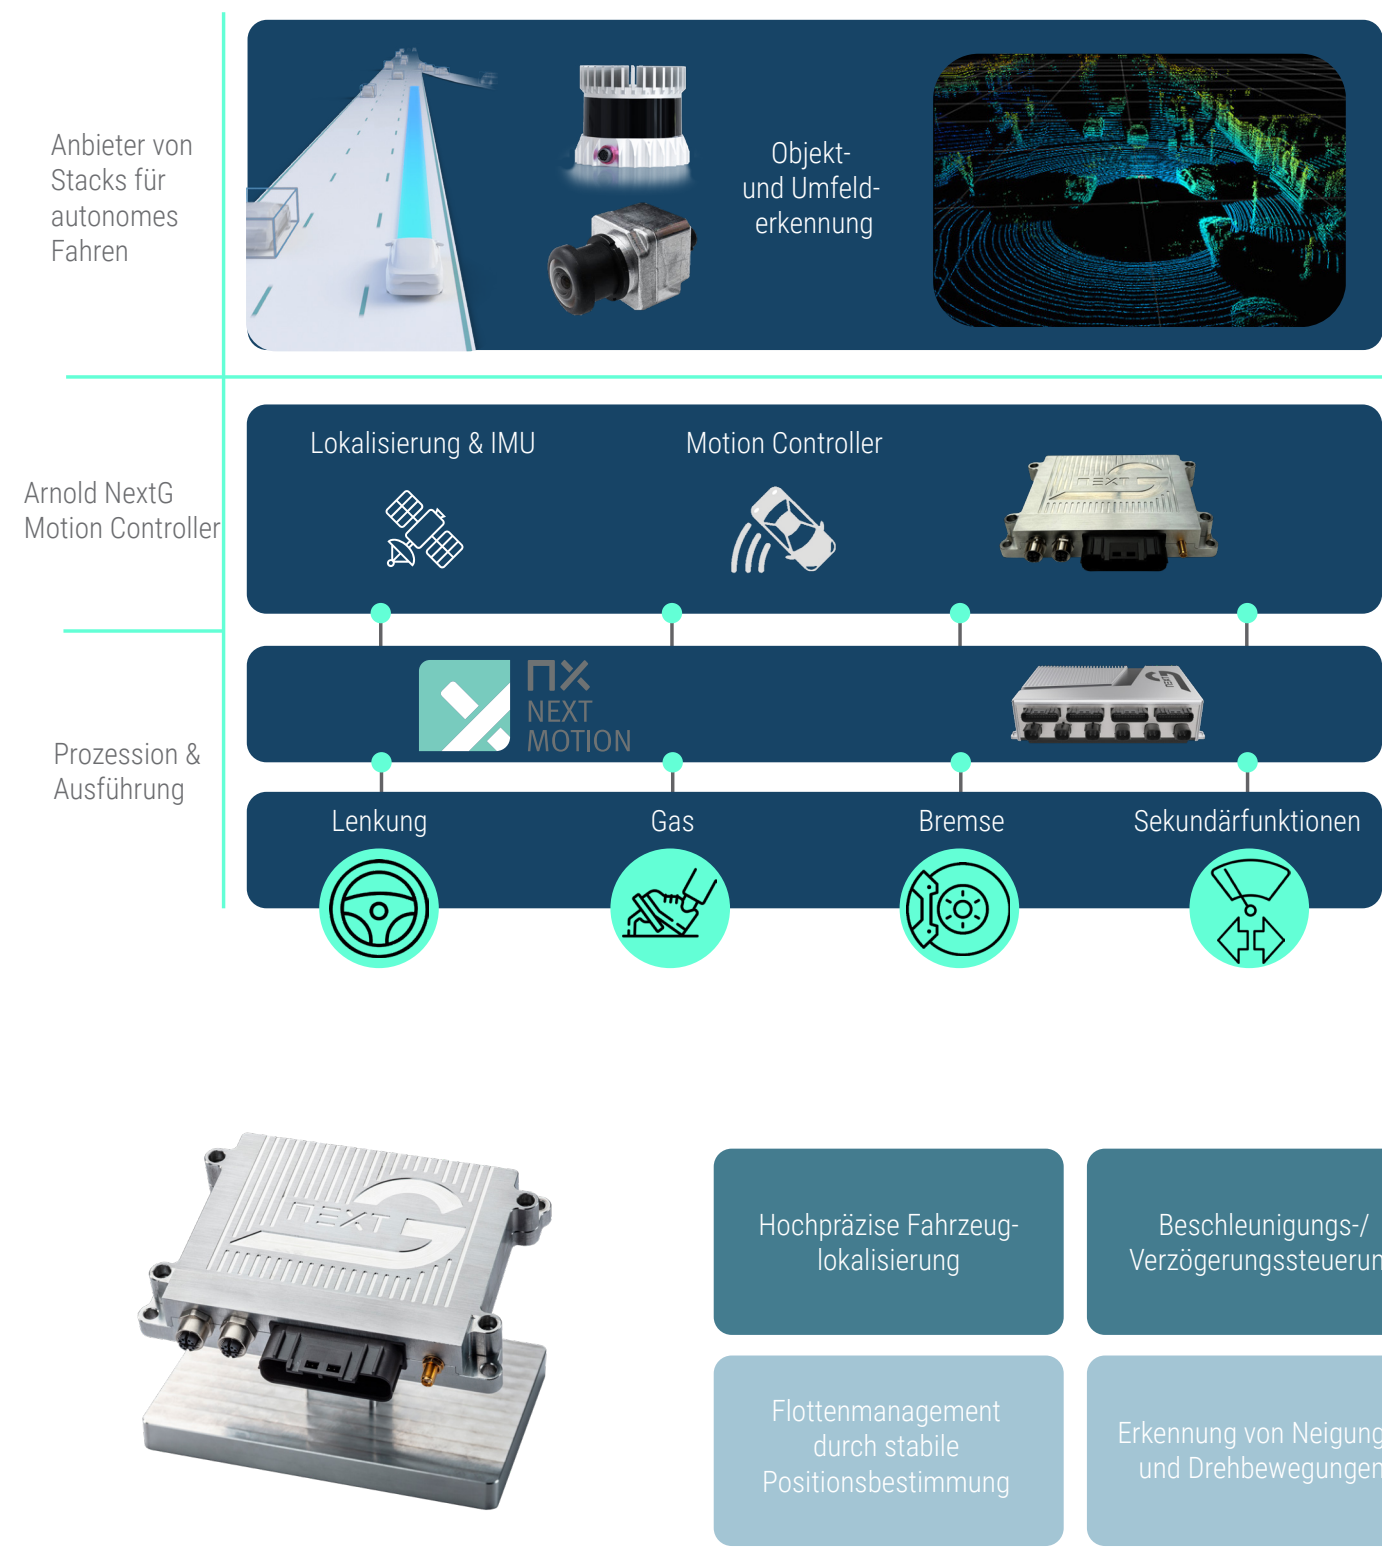 Anbieter von
Stacks für
autonomes
Fahren
Objekt-
und Umfeld-
erkennung
Arnold NextG
Motion Controller
Lokalisierung & IMU
Motion Controller
NEXT
Prozession &
Ausführung
NX
NEXT
MOTION
NEXT
Lenkung
Gas
Bremse
Sekundärfunktionen
NEXT
Hochpräzise Fahrzeug-
lokalisierung
Beschleunigungs-/
Verzögerungssteuerun
Flottenmanagement
durch stabile
Positionsbestimmung
Erkennung von Neigung
und Drehbewegungen